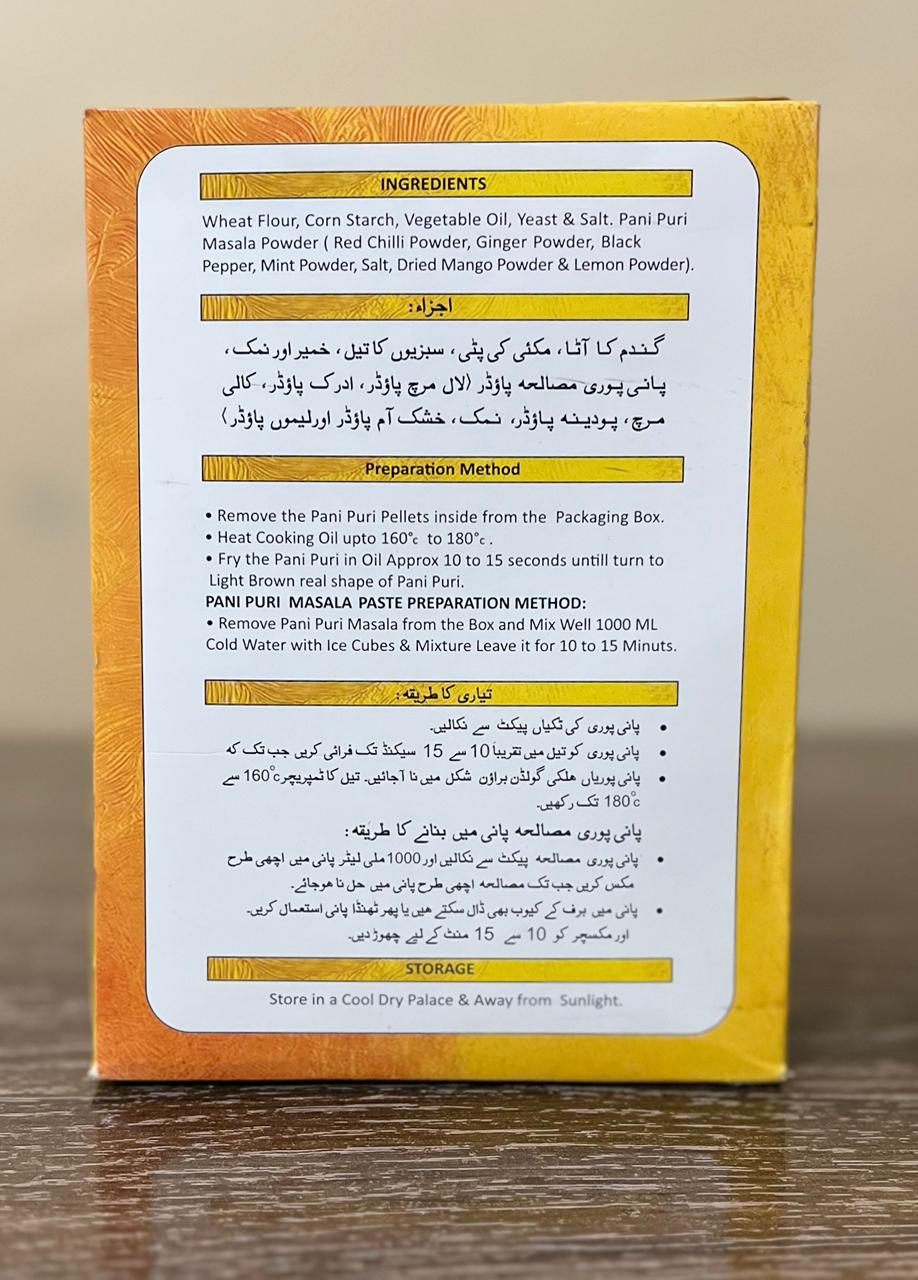 INGREDIENTS
Wheat Flour, Corn Starch, Vegetable Oil, Yeast & Salt. Pani Puri
Masala Powder ( Red Chilli Powder, Ginger Powder, Black
Pepper, Mint Powder, Salt, Dried Mango Powder & Lemon Powder).
اجزاء:
گندم کا آٹا، مکئی کی پٹی، سبزیوں کا تیل، خمیر اور نمک،
پانی پوری مصالحہ پاؤڈر (لال مرچ پاؤڈر، ادرک پاؤڈر، کالی
مرچ، پودینہ پاؤڈر، نمک، خشک آم پاؤڈر اور لیموں پاؤڈر)
Preparation Method
• Remove the Pani Puri Pellets inside from the Packaging Box.
• Heat Cooking Oil upto 160°c to 180°c .
• Fry the Pani Puri in Oil Approx 10 to 15 seconds untill turn to
Light Brown real shape of Pani Puri.
PANI PURI MASALA PASTE PREPARATION METHOD:
• Remove Pani Puri Masala from the Box and Mix Well 1000 ML
Cold Water with Ice Cubes & Mixture Leave it for 10 to 15 Minuts.
تیاری کا طریقہ:
• پانی پوری کی ٹکیاں پیکٹ سے نکالیں۔
• پانی پوری کو تیل میں تقریباً 10 سے 15 سیکنڈ تک فرائی کریں جب تک کہ
• پانی پوریاں ھلکی گولڈن براؤن شکل میں نا آجائیں۔ تیل کا ٹمپریچر 160°c سے
180°c تک رکھیں۔
پانی پوری مصالحہ پانی میں بنانے کا طریقہ:
• پانی پوری مصالحہ پیکٹ سے نکالیں اور 1000 ملی لیٹر پانی میں اچھی طرح
مکس کریں جب تک مصالحہ اچھی طرح پانی میں حل نا ھوجائے۔
• پانی میں برف کے کیوب بھی ڈال سکتے ھیں یا پھر ٹھنڈا پانی استعمال کریں۔
اور مکسچر کو 10 سے 15 منٹ کے لیے چھوڑ دیں۔
STORAGE
Store in a Cool Dry Palace & Away from Sunlight.